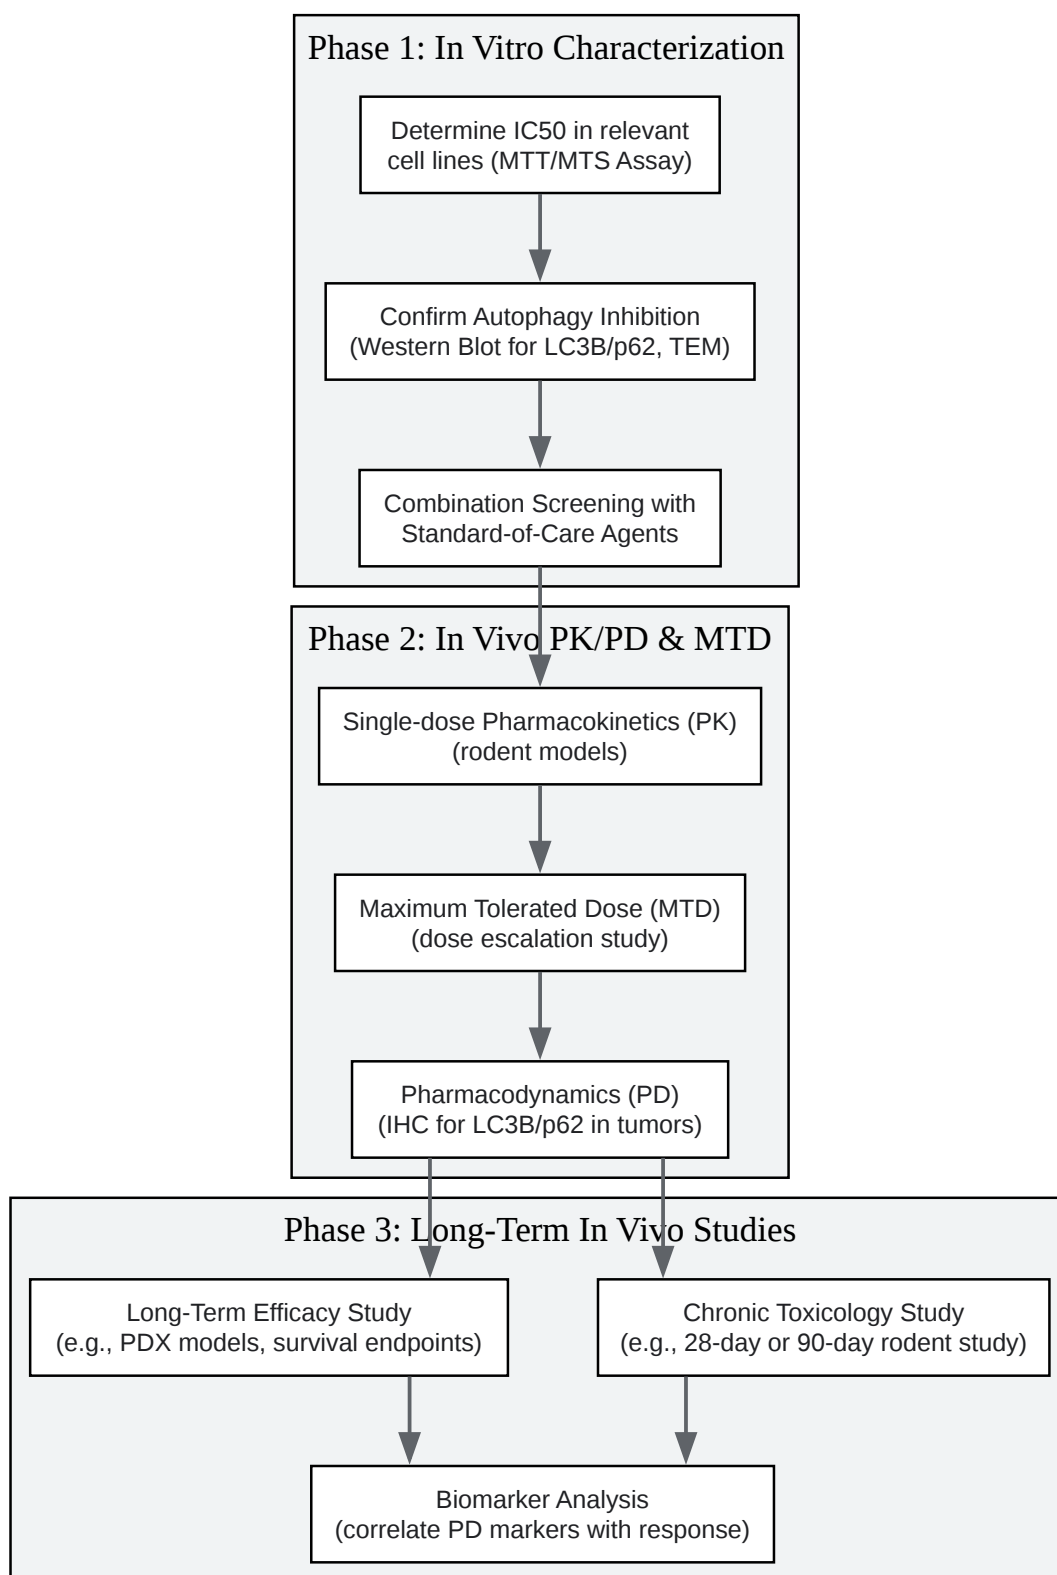 Phase 1: In Vitro Characterization
Determine IC50 in relevant
cell lines (MTT/MTS Assay)
Confirm Autophagy Inhibition
(Western Blot for LC3B/p62, TEM)
Combination Screening with
Standard-of-Care Agents
Phase 2: In Vivo PK/PD & MTD
Single-dose Pharmacokinetics (PK)
(rodent models)
Maximum Tolerated Dose (MTD)
(dose escalation study)
Pharmacodynamics (PD)
(IHC for LC3B/p62 in tumors)
Phase 3: Long-Term In Vivo Studies
Long-Term Efficacy Study
(e.g., PDX models, survival endpoints)
Chronic Toxicology Study
(e.g., 28-day or 90-day rodent study)
Biomarker Analysis
(correlate PD markers with response)